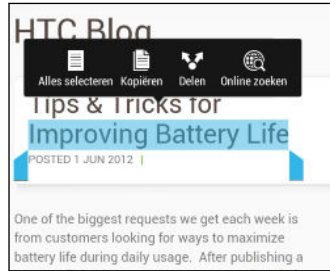 HTC Blog
Alles selecteren Kopiëren Delen Online zoeken
Tips & Tricks for
Improving Battery Life
POSTED 1 JUN 2012 |
One of the biggest requests we get each week is
from customers looking for ways to maximize
battery life during daily usage. After publishing a